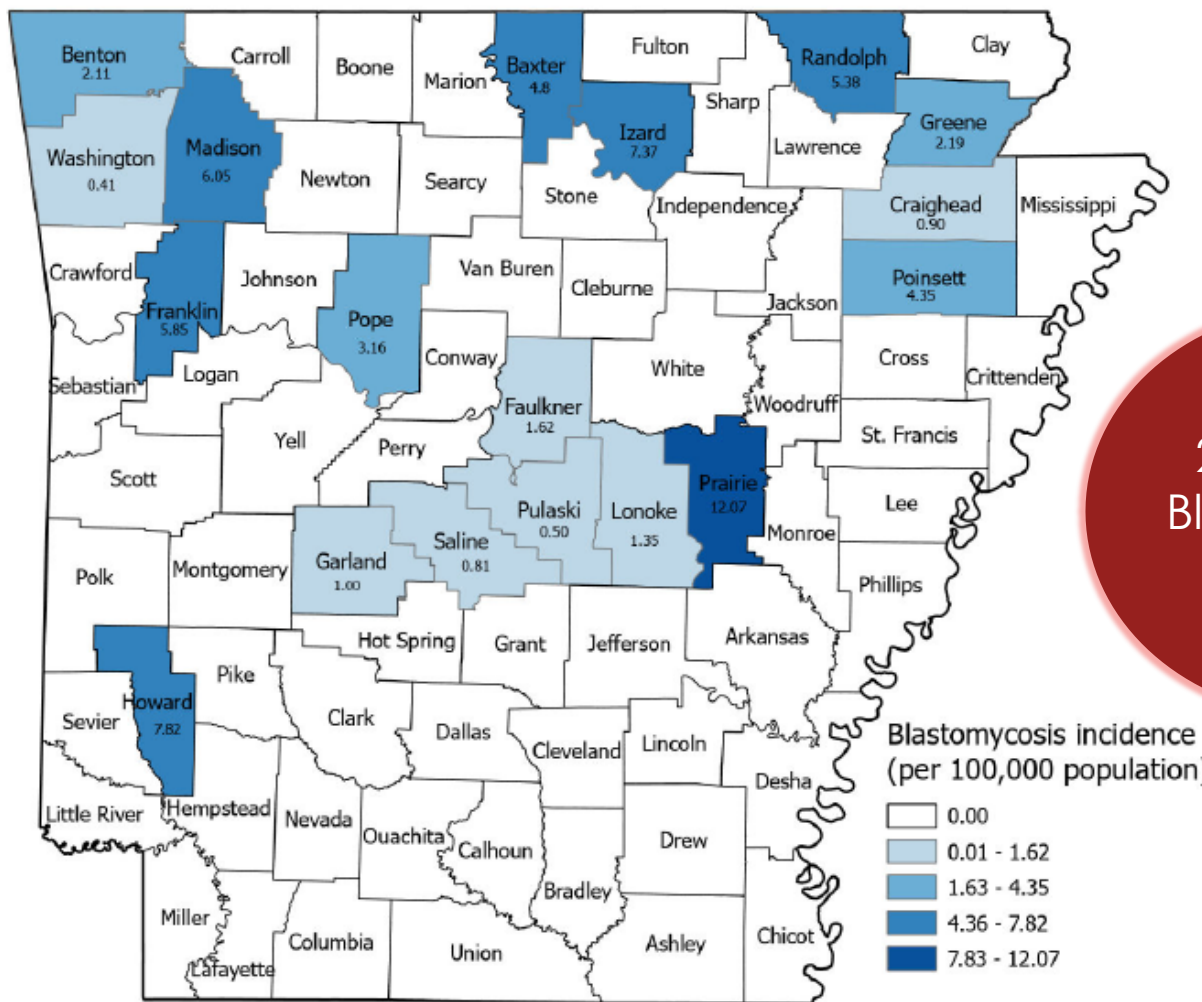 Benton
2.11
Carroll
Boone
Marion
Baxter
4.8
Fulton
Randolph
5.38
Clay
Sharp
Izard
7.37
Greene
2.19
Lawrence
Washington
0.41
Madison
6.05
Newton
Searcy
Stone
Independence
Craighead
0.90
Mississippi
Crawford
Franklin
5.85
Johnson
Pope
3.16
Van Buren
Cleburne
Jackson
Poinsett
4.35
Sebastian
Logan
Conway
White
Cross
Crittenden
Faulkner
1.62
Woodruff
Yell
Perry
St. Francis
Scott
Pulaski
0.50
Lonoke
1.35
Prairie
12.07
Lee
Monroe
Polk
Montgomery
Garland
1.00
Saline
0.81
Phillips
Hot Spring
Grant
Jefferson
Arkansas
Howard
7.82
Pike
Sevier
Clark
Dallas
Cleveland
Lincoln
Desha
Little River
Hempstead
Nevada
Ouachita
Calhoun
Bradley
Drew
Miller
Lafayette
Columbia
Union
Ashley
Chicot
2
Bl
Blastomycosis incidence
(per 100,000 population)
0.00
0.01 - 1.62
1.63 - 4.35
4.36 - 7.82
7.83 - 12.07